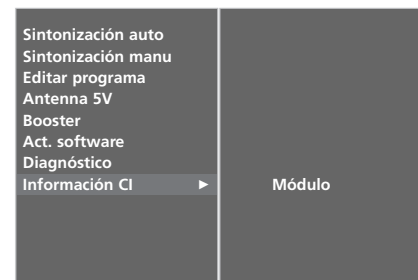 Sintonización auto
Sintonización manu
Editar programa
Antenna 5V
Booster
Act. software
Diagnóstico
Información CI ► Módulo